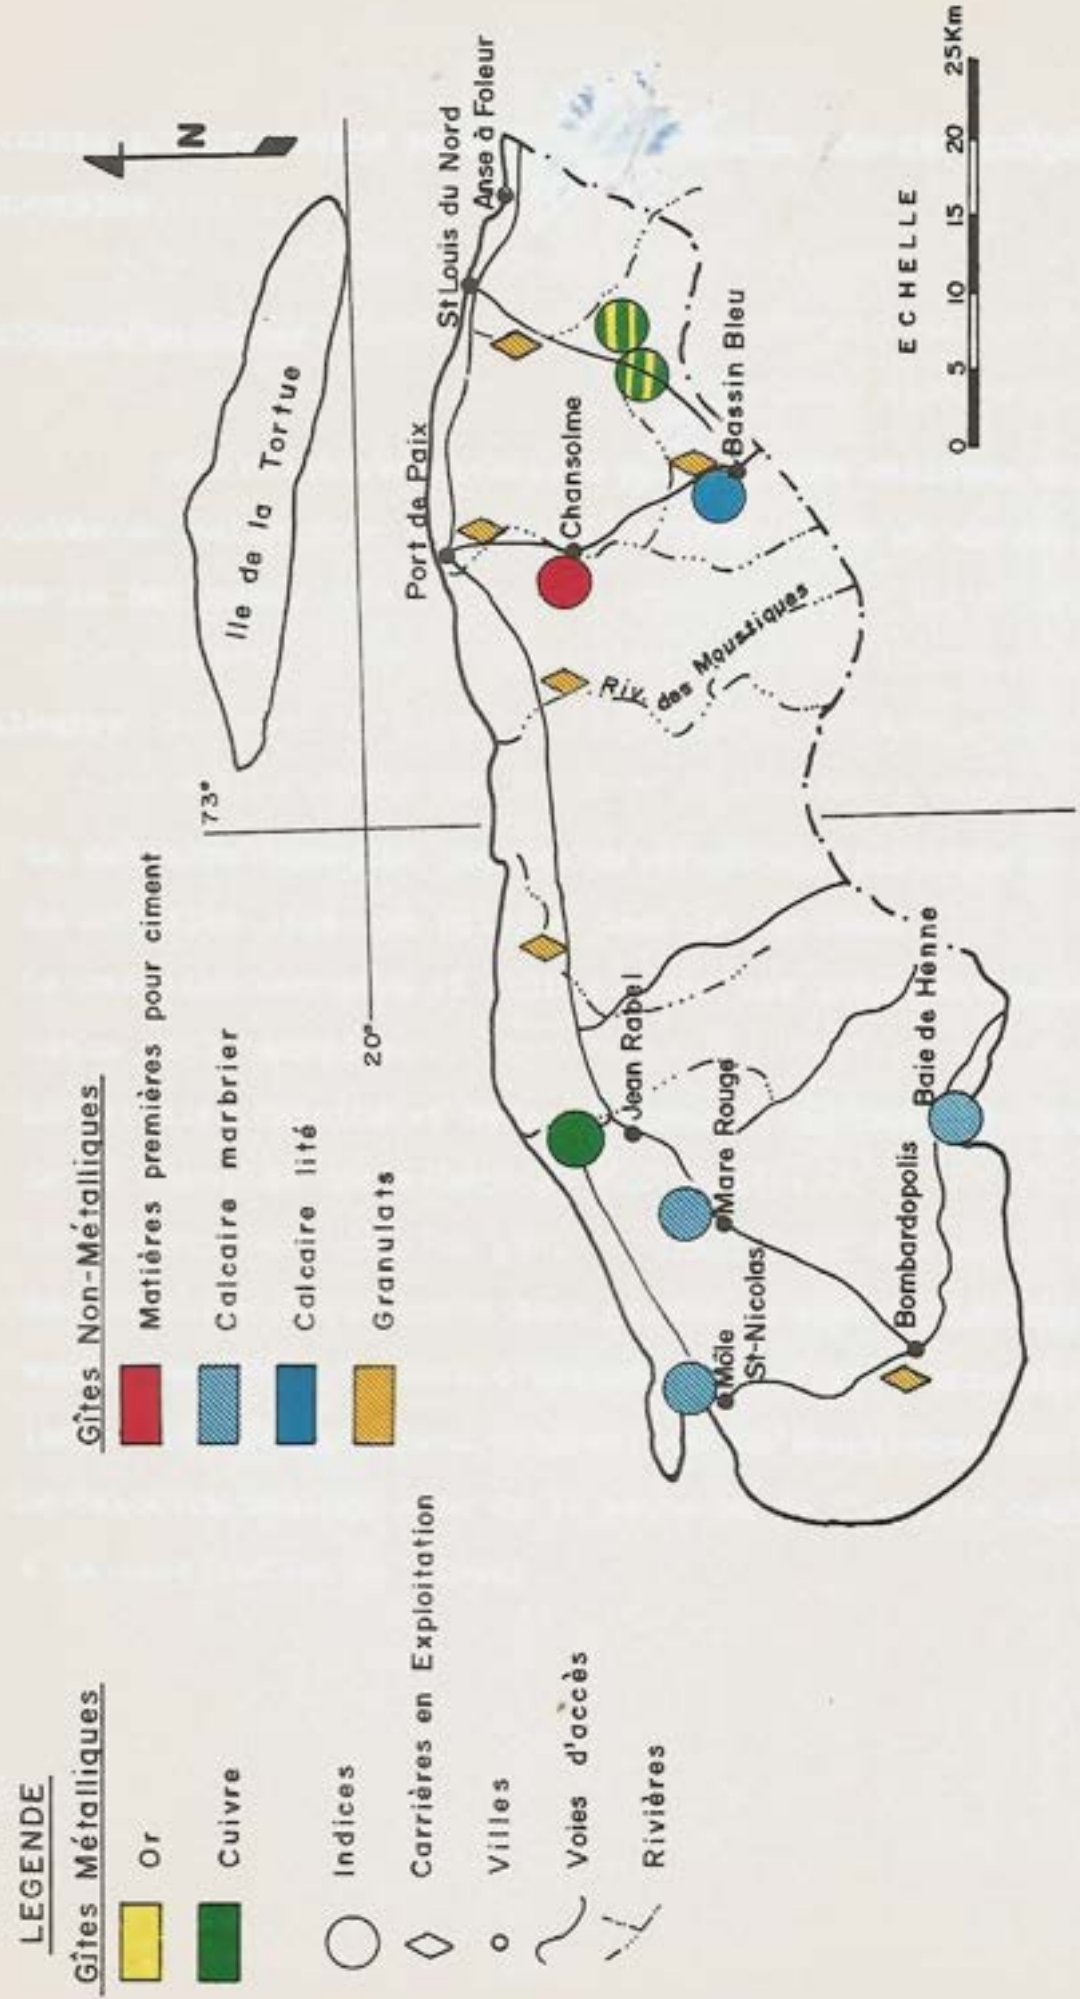 LEGENDE
Gîtes Métalliques
Or
Cuivre
Indices
Carrières en Exploitation
Villes
Voies d'accès
Rivières
Gîtes Non-Métalliques
Matières premières pour ciment
Calcaire marbrier
Calcaire lité
Granulats
73°
20°
N
Ile de la Tortue
Port de Paix
St Louis du Nord
Anse à Foleur
Chansolme
Bassin Bleu
Riv. des Moustiques
Jean Rabel
Mare Rouge
Môle
St-Nicolas
Bombardopolis
Baie de Henne
ECHELLE
0 5 10 15 20 25Km